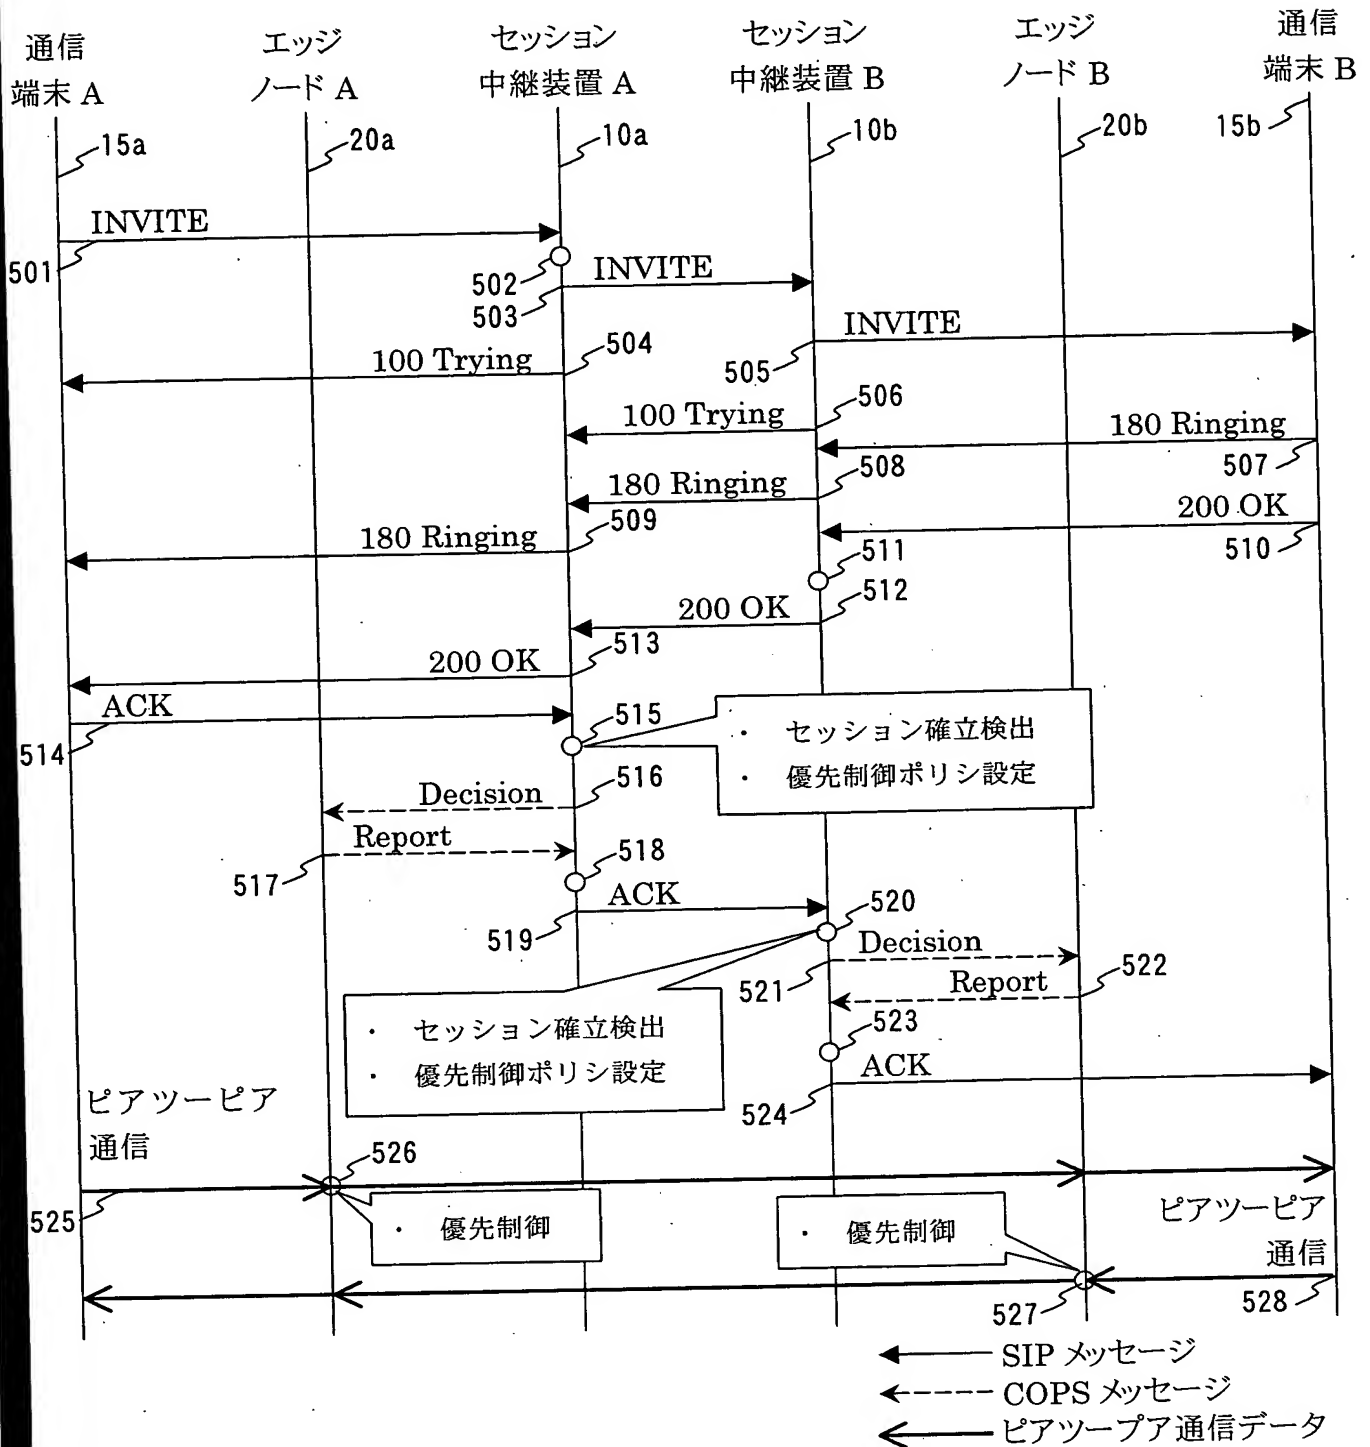 通信
端末 A
エッジ
ノード A
セッション
中継装置 A
セッション
中継装置 B
エッジ
ノード B
通信
端末 B
15a
20a
10a
10b
20b
15b
INVITE
501
502
INVITE
503
INVITE
504
100 Trying
505
506
100 Trying
180 Ringing
507
508
180 Ringing
509
180 Ringing
200 OK
510
511
512
200 OK
513
200 OK
ACK
514
515
・ セッション確立検出
・ 優先制御ポリシ設定
516
Decision
Report
517
518
ACK
519
520
Decision
521
522
Report
・ セッション確立検出
・ 優先制御ポリシ設定
523
ACK
524
ピアツーピア
通信
525
526
・ 優先制御
・ 優先制御
ピアツーピア
通信
527
528
SIP メッセージ
COPS メッセージ
ピアツープア通信データ